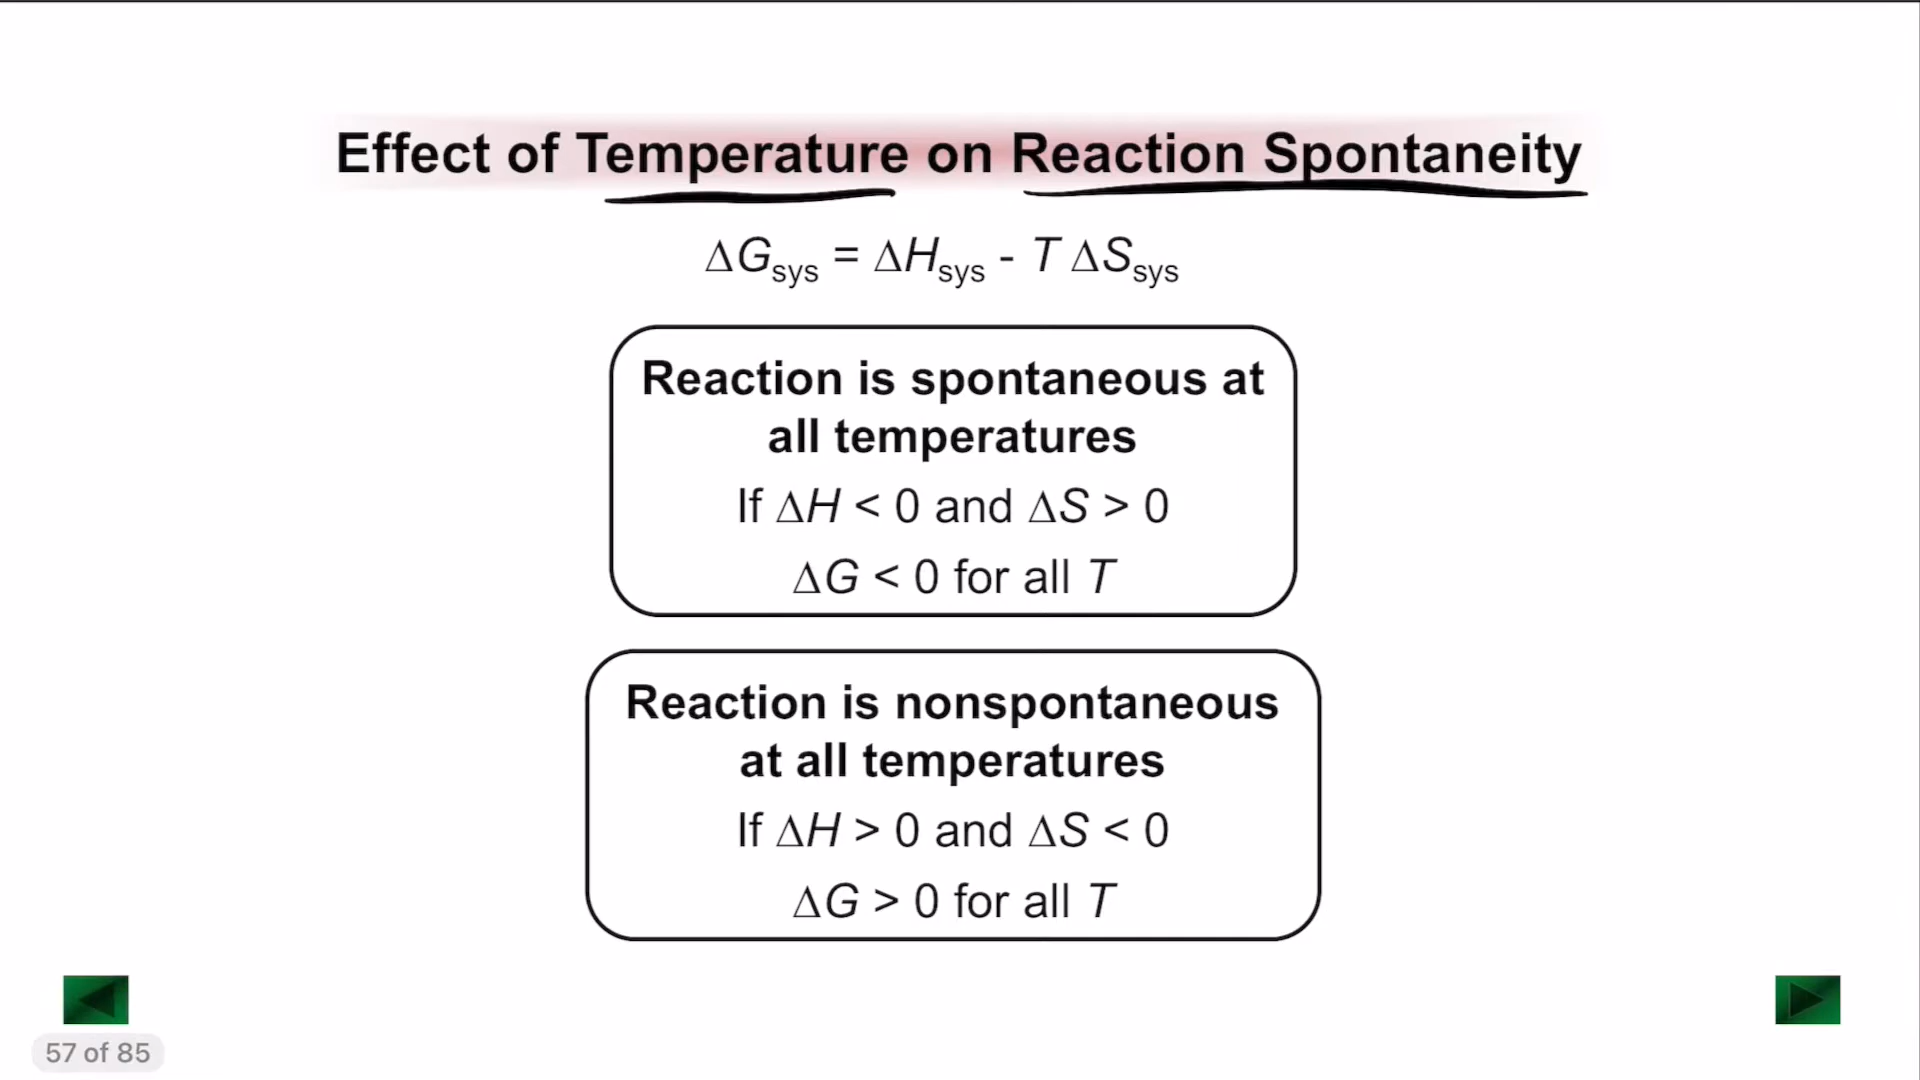 Effect of Temperature on Reaction Spontaneity
ΔGsys = ΔHsys - T ΔSsys
Reaction is spontaneous at
all temperatures
If ΔH < 0 and ΔS > 0
ΔG < 0 for all T
Reaction is nonspontaneous
at all temperatures
If ΔH > 0 and ΔS < 0
ΔG > 0 for all T
57 of 85